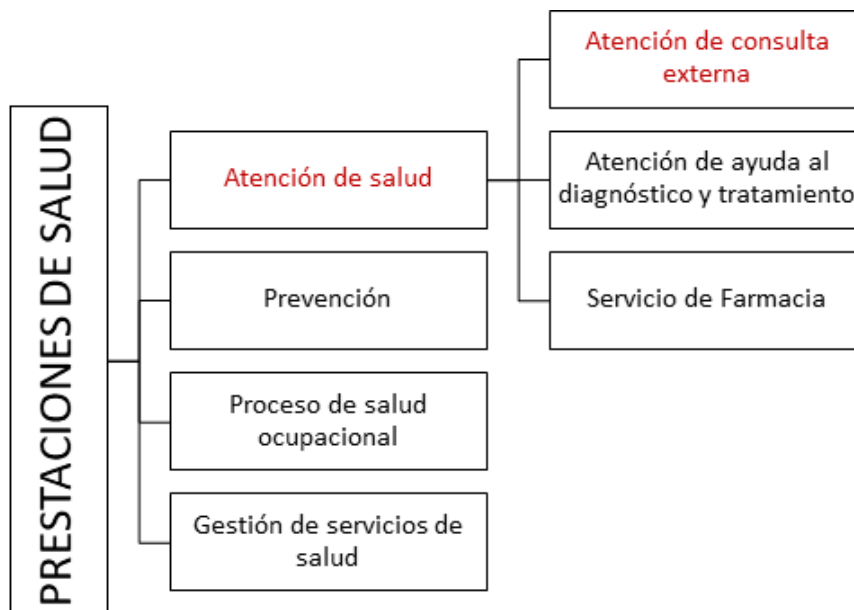 PRESTACIONES DE SALUD
Atención de salud
Prevención
Proceso de salud
ocupacional
Gestión de servicios de
salud
Atención de consulta
externa
Atención de ayuda al
diagnóstico y tratamiento
Servicio de Farmacia